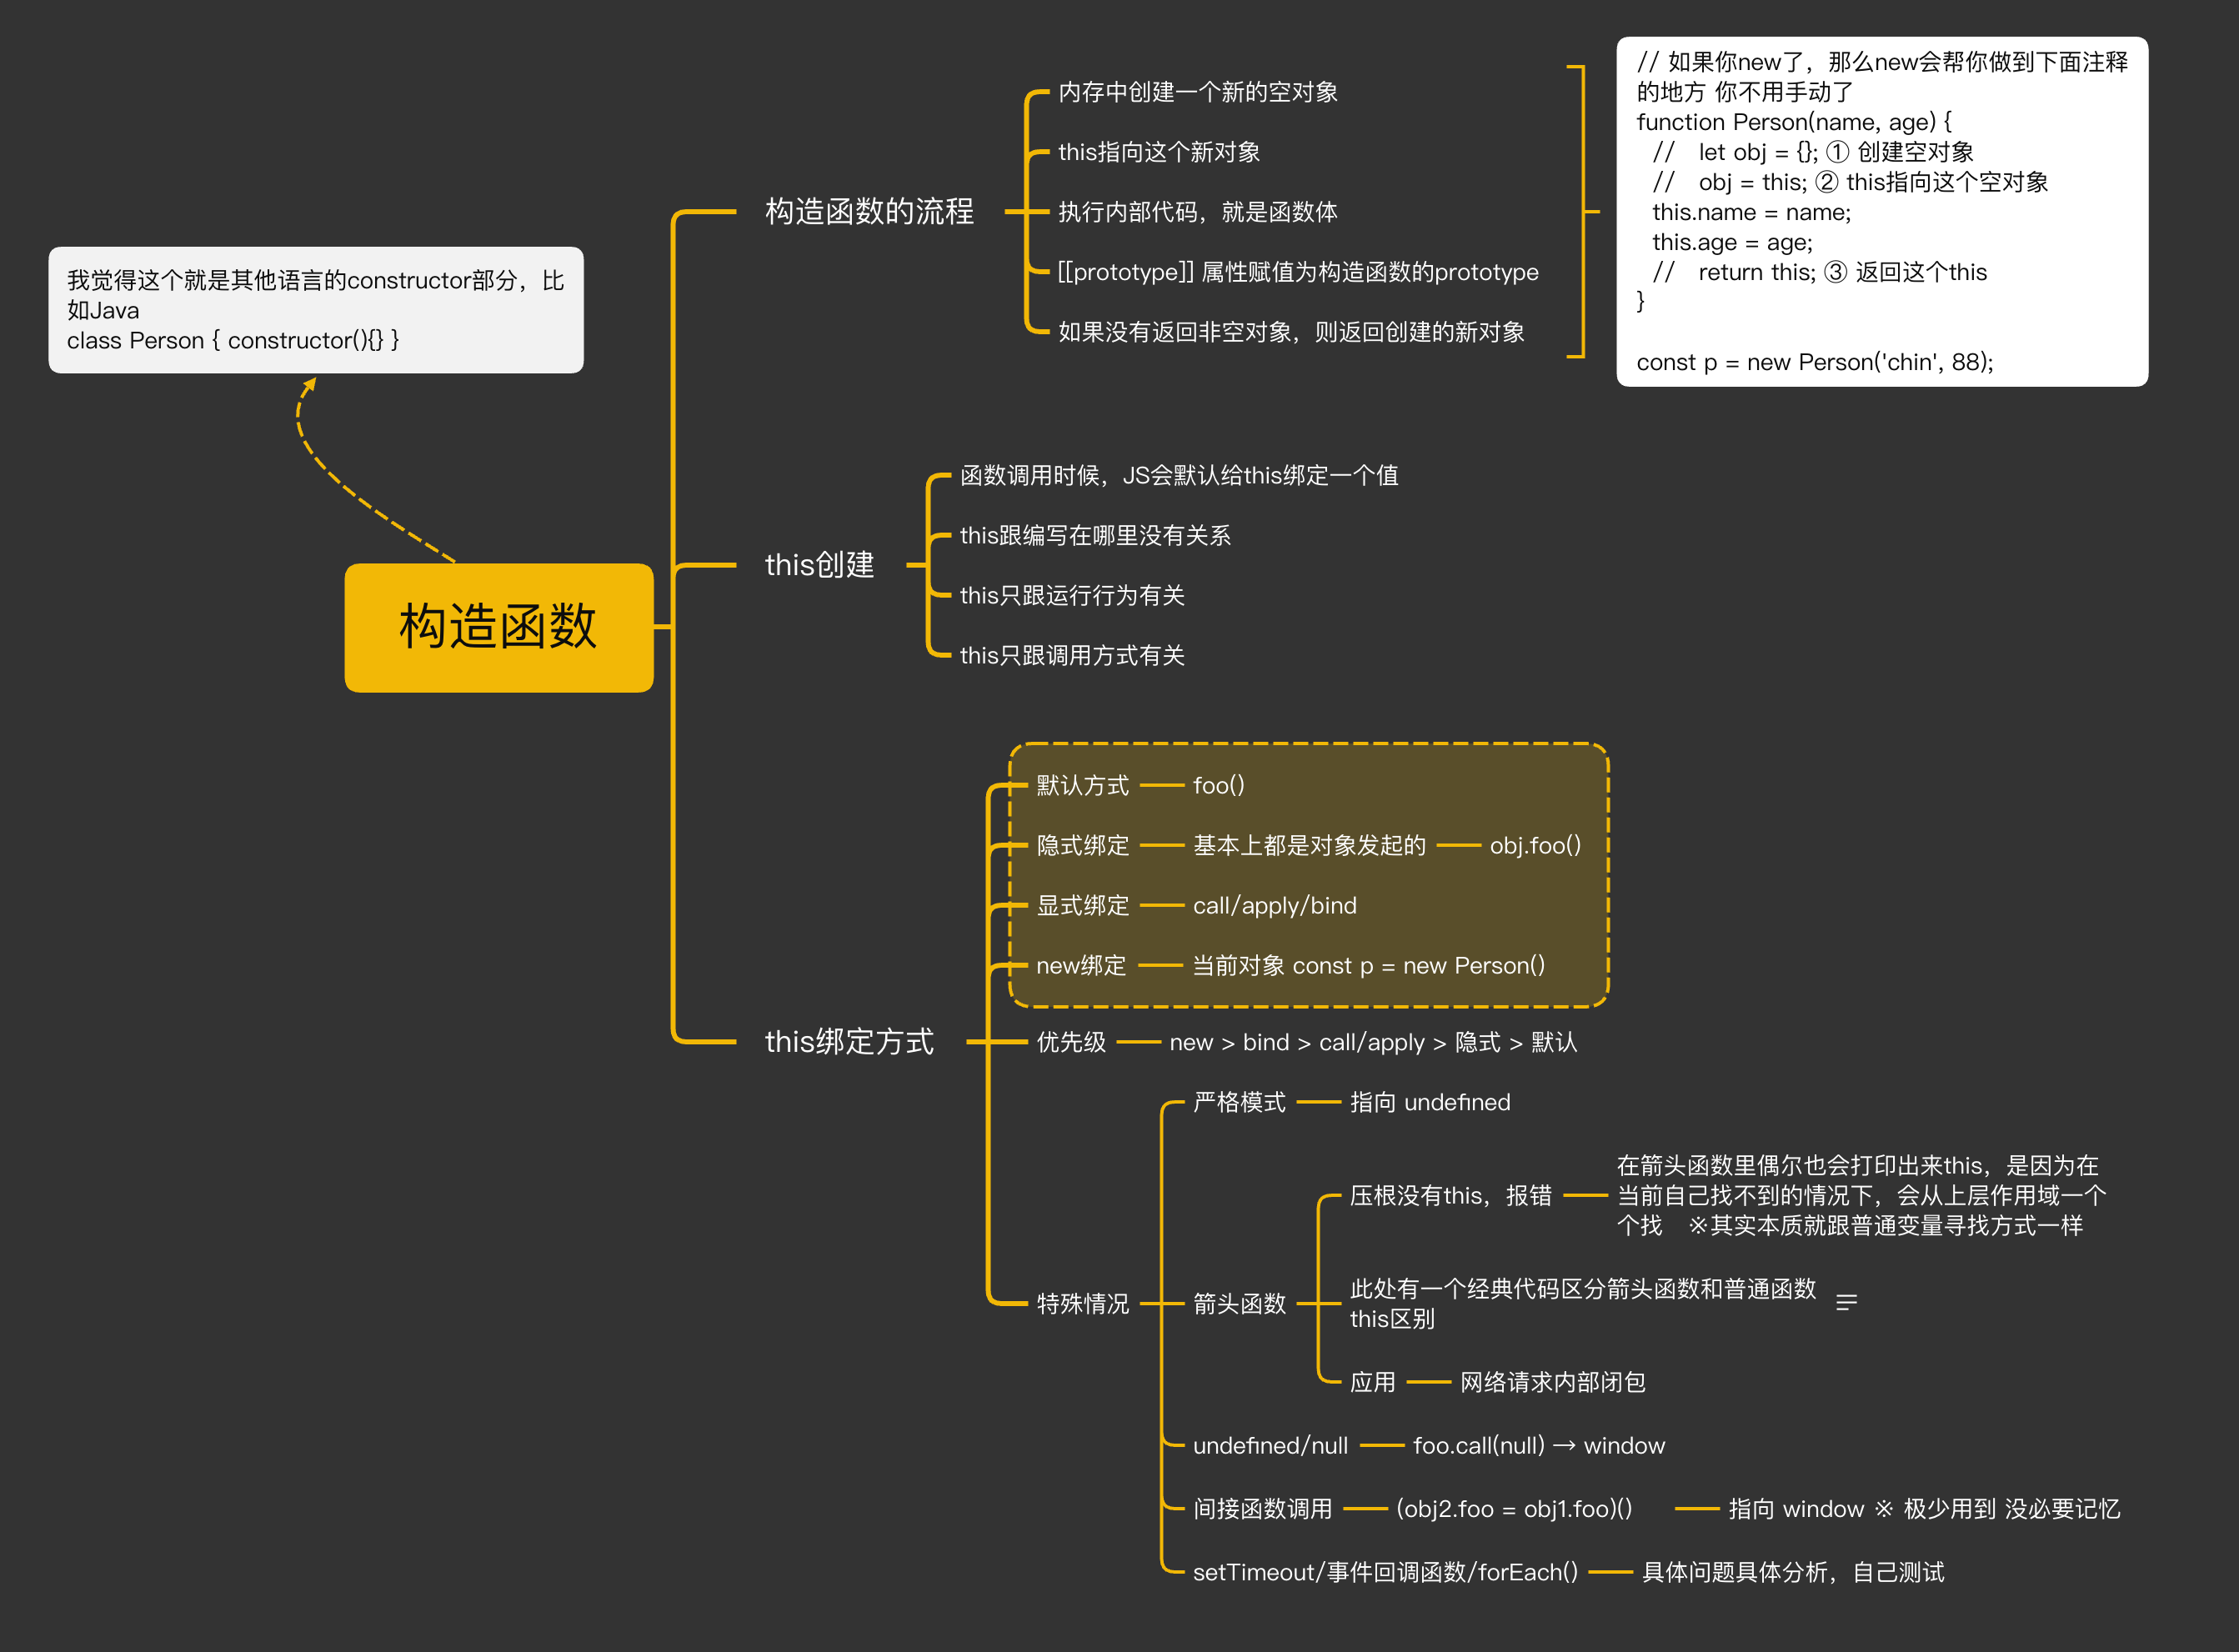 我觉得这个就是其他语言的constructor部分，比
如Java
class Person { constructor(){} }
构造函数
构造函数的流程
内存中创建一个新的空对象
this指向这个新对象
执行内部代码，就是函数体
[[prototype]] 属性赋值为构造函数的prototype
如果没有返回非空对象，则返回创建的新对象
// 如果你new了，那么new会帮你做到下面注释
的地方 你不用手动了
function Person(name, age) {
// let obj = {}; ① 创建空对象
// obj = this; ② this指向这个空对象
this.name = name;
this.age = age;
// return this; ③ 返回这个this
}
const p = new Person('chin', 88);
this创建
函数调用时候，JS会默认给this绑定一个值
this跟编写在哪里没有关系
this只跟运行行为有关
this只跟调用方式有关
this绑定方式
默认方式
foo()
隐式绑定
基本上都是对象发起的
obj.foo()
显式绑定
call/apply/bind
new绑定
当前对象 const p = new Person()
优先级
new > bind > call/apply > 隐式 > 默认
特殊情况
严格模式
指向 undefined
箭头函数
压根没有this，报错
在箭头函数里偶尔也会打印出来this，是因为在
当前自己找不到的情况下，会从上层作用域一个
个找 ※其实本质就跟普通变量寻找方式一样
此处有一个经典代码区分箭头函数和普通函数
this区别
应用
网络请求内部闭包
undefined/null
foo.call(null) → window
间接函数调用
(obj2.foo = obj1.foo)()
指向 window ※ 极少用到 没必要记忆
setTimeout/事件回调函数/forEach()
具体问题具体分析，自己测试